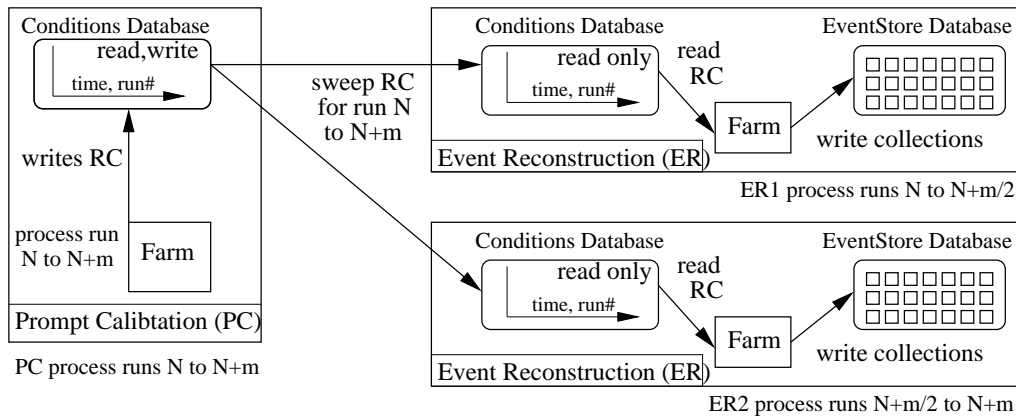 Conditions Database
read,write
time, run#
writes RC
process run
N to N+m
Farm
Prompt Calibtation (PC)
PC process runs N to N+m
sweep RC
for run N
to N+m
Conditions Database
read only
time, run#
read
RC
Farm
EventStore Database
write collections
Event Reconstruction (ER)
ER1 process runs N to N+m/2
Conditions Database
read only
time, run#
read
RC
Farm
EventStore Database
write collections
Event Reconstruction (ER)
ER2 process runs N+m/2 to N+m